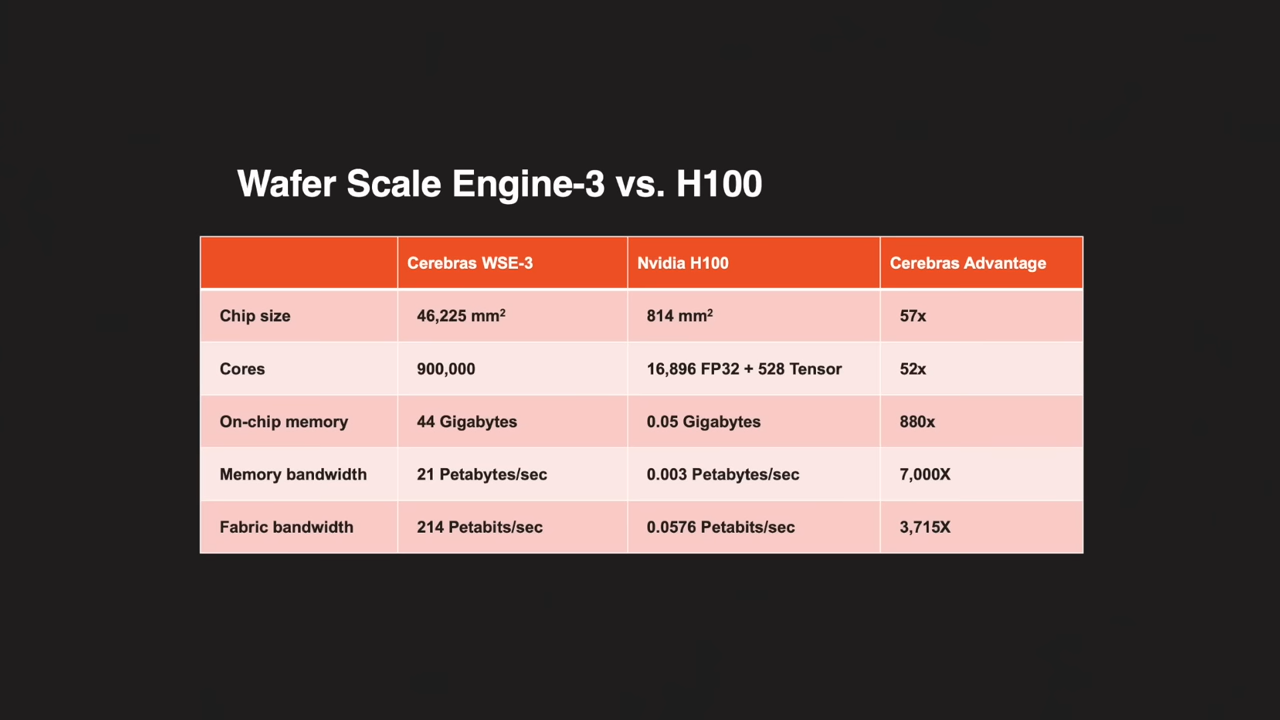 Wafer Scale Engine-3 vs. H100
Cerebras WSE-3 Nvidia H100 Cerebras Advantage
Chip size 46,225 mm² 814 mm² 57x
Cores 900,000 16,896 FP32 + 528 Tensor 52x
On-chip memory 44 Gigabytes 0.05 Gigabytes 880x
Memory bandwidth 21 Petabytes/sec 0.003 Petabytes/sec 7,000X
Fabric bandwidth 214 Petabits/sec 0.0576 Petabits/sec 3,715X